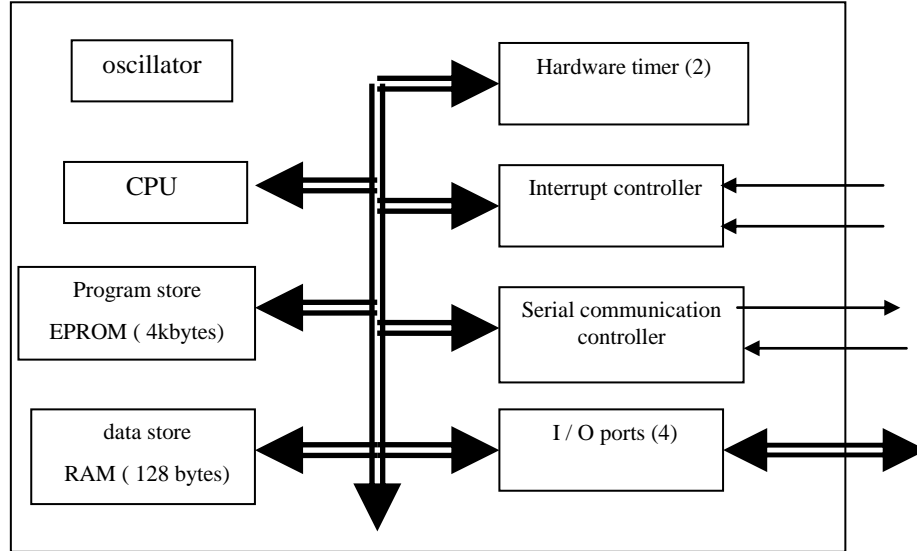 oscillator
Hardware timer (2)
CPU
Interrupt controller
Program store
EPROM ( 4kbytes)
Serial communication
controller
data store
RAM ( 128 bytes)
I / O ports (4)